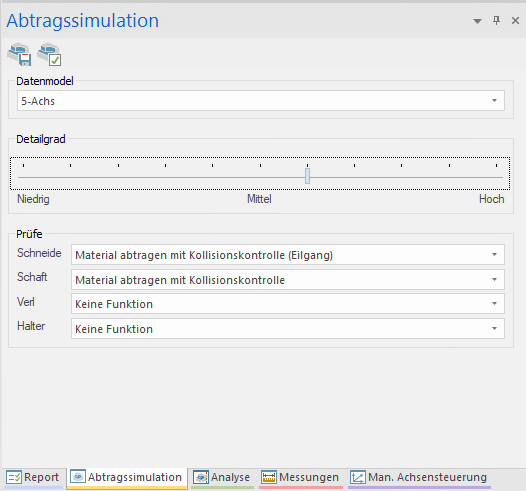 Abtragssimulation
Datenmodel
5-Achs
Detailgrad
Niedrig Mittel Hoch
Prüfe
Schneide Material abtragen mit Kollisionskontrolle (Eilgang)
Schaft Material abtragen mit Kollisionskontrolle
Verl Keine Funktion
Halter Keine Funktion
Report Abtragssimulation Analyse Messungen Man. Achsensteuerung